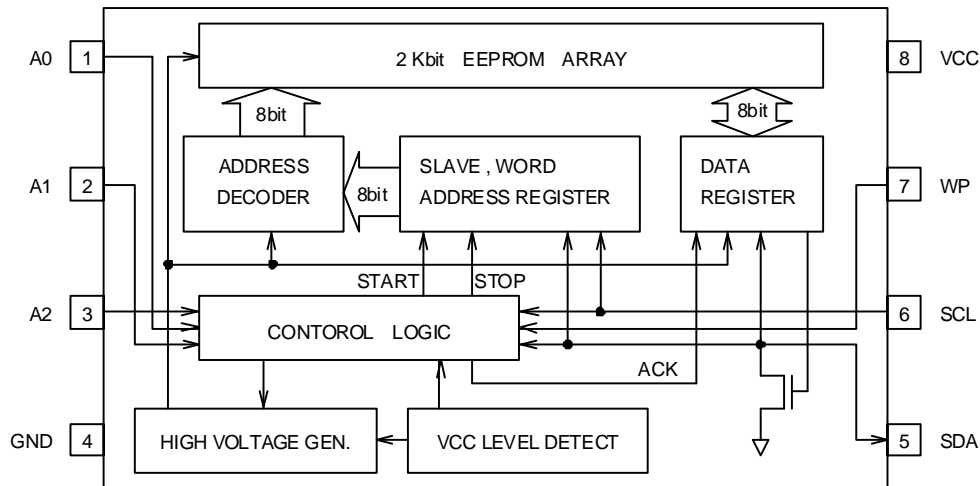 A0 1
2 Kbit EEPROM ARRAY
8 VCC
8bit
8bit
A1 2
ADDRESS
DECODER
8bit
SLAVE , WORD
ADDRESS REGISTER
DATA
REGISTER
7 WP
START
STOP
A2 3
CONTOROL LOGIC
6 SCL
ACK
GND 4
HIGH VOLTAGE GEN.
VCC LEVEL DETECT
5 SDA